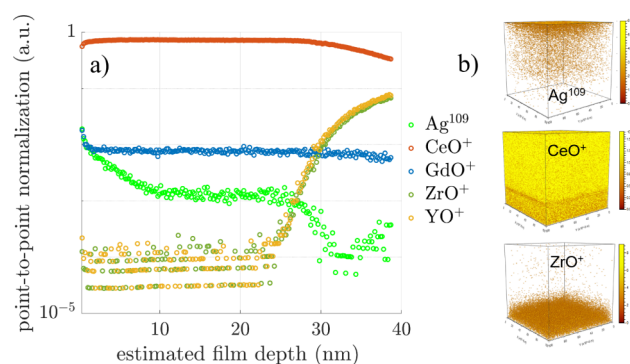 a)
b)
1
10⁻⁵
point-to-point normalization (a.u.)
10
20
30
40
estimated film depth (nm)
Ag¹⁰⁹
CeO⁺
GdO⁺
ZrO⁺
YO⁺
Ag¹⁰⁹
CeO⁺
ZrO⁺